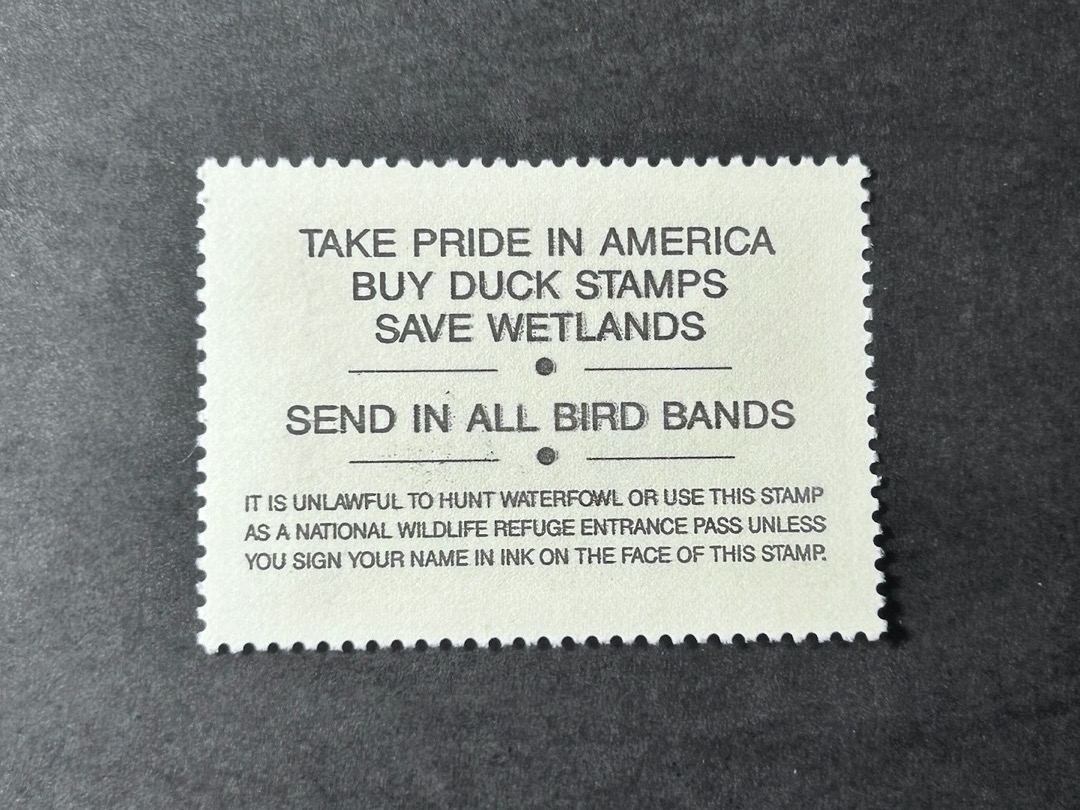 TAKE PRIDE IN AMERICA
BUY DUCK STAMPS
SAVE WETLANDS
SEND IN ALL BIRD BANDS
IT IS UNLAWFUL TO HUNT WATERFOWL OR USE THIS STAMP
AS A NATIONAL WILDLIFE REFUGE ENTRANCE PASS UNLESS
YOU SIGN YOUR NAME IN INK ON THE FACE OF THIS STAMP.